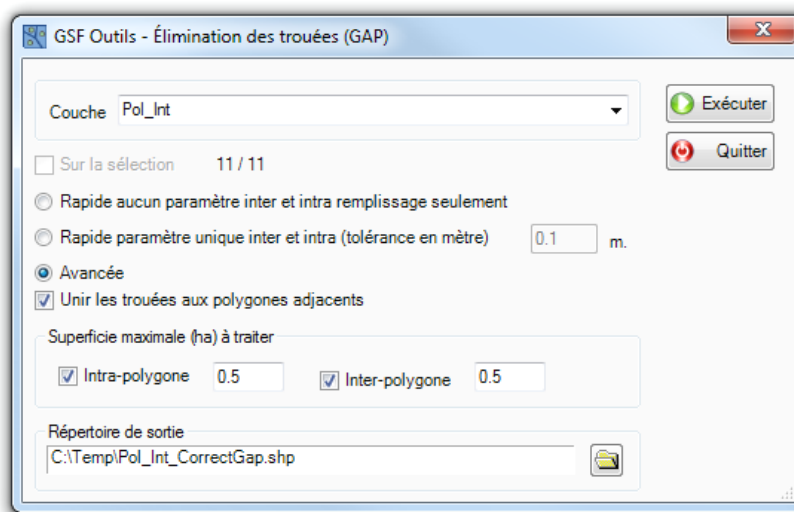 GSF Outils - Élimination des trouées (GAP)
x
Couche Pol_Int
Exécuter
Quitter
Sur la sélection 11 / 11
Rapide aucun paramètre inter et intra remplissage seulement
Rapide paramètre unique inter et intra (tolérance en mètre) 0.1 m.
Avancée
Unir les trouées aux polygones adjacents
Superficie maximale (ha) à traiter
Intra-polygone 0.5 Inter-polygone 0.5
Répertoire de sortie
C:\Temp\Pol_Int_CorrectGap.shp